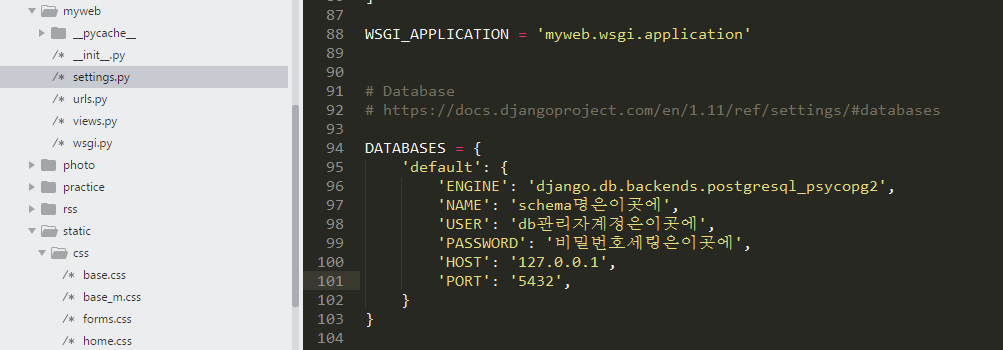 myweb
__pycache__
/* __init__.py
/* settings.py
/* urls.py
/* views.py
/* wsgi.py
photo
practice
rss
static
css
/* base.css
/* base_m.css
/* forms.css
/* home.css
87
88 WSGI_APPLICATION = 'myweb.wsgi.application'
89
90
91 # Database
92 # https://docs.djangoproject.com/en/1.11/ref/settings/#databases
93
94 DATABASES = {
95 'default': {
96 'ENGINE': 'django.db.backends.postgresql_psycopg2',
97 'NAME': 'schema명은이곳에',
98 'USER': 'db관리자계정은이곳에',
99 'PASSWORD': '비밀번호세팅은이곳에',
100 'HOST': '127.0.0.1',
101 'PORT': '5432',
102 }
103 }
104